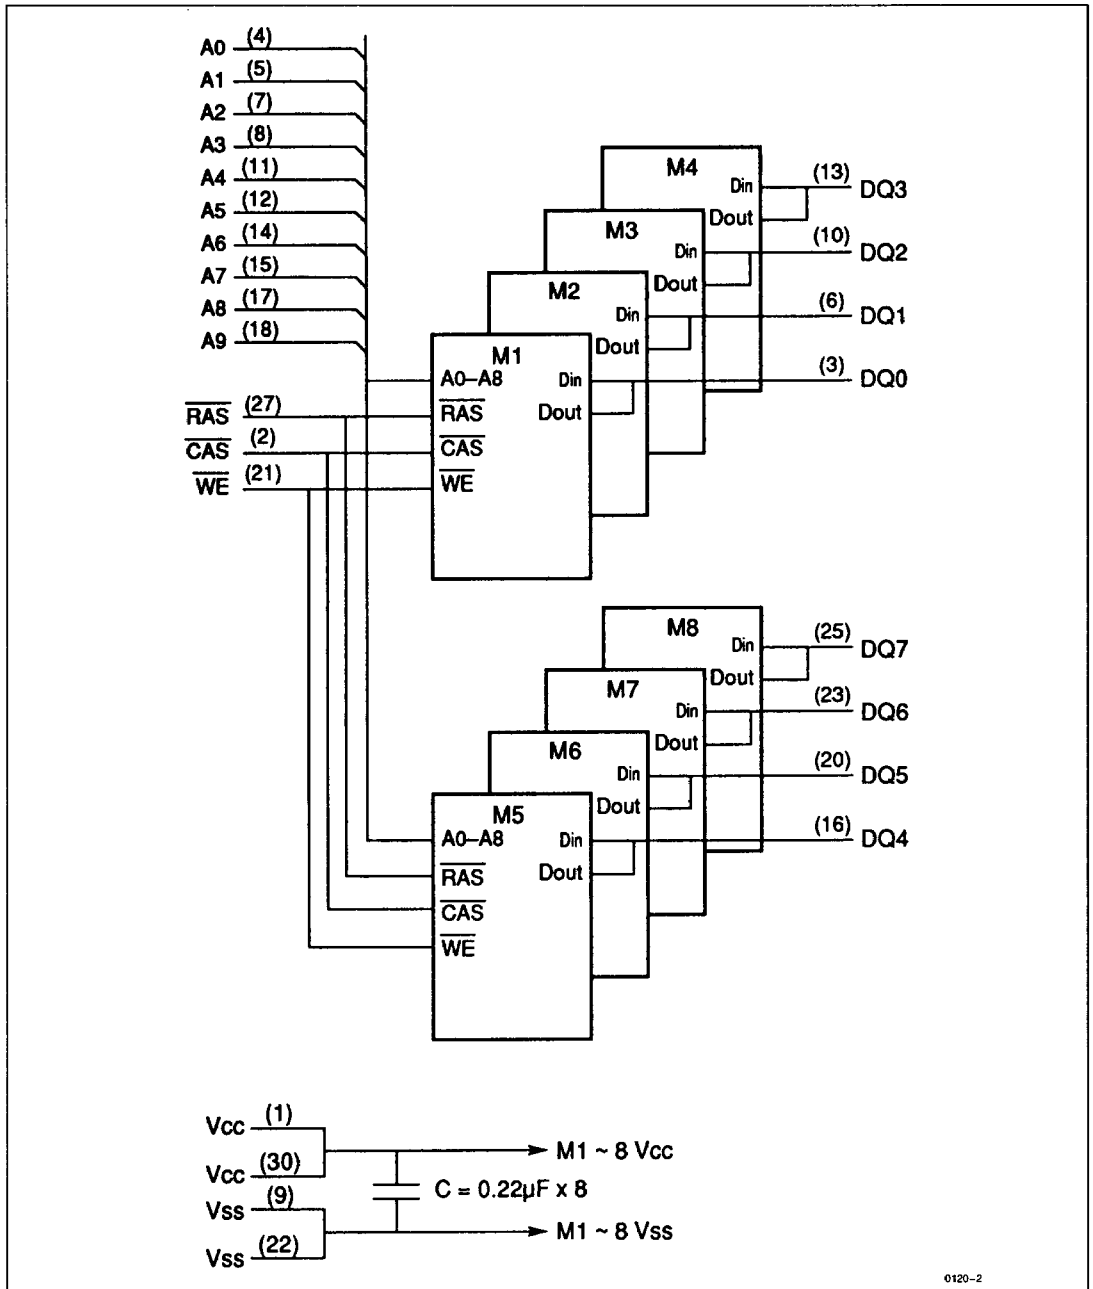 A0 (4)
A1 (5)
A2 (7)
A3 (8)
A4 (11)
A5 (12)
A6 (14)
A7 (15)
A8 (17)
A9 (18)
RAS (27)
CAS (2)
WE (21)
M4
Din (13) DQ3
Dout
M3
Din (10) DQ2
Dout
M2
Din (6) DQ1
Dout
M1
A0–A8 Din (3) DQ0
RAS Dout
CAS
WE
M8
Din (25) DQ7
Dout
M7
Din (23) DQ6
Dout
M6
Din (20) DQ5
Dout
M5
A0–A8 Din (16) DQ4
RAS Dout
CAS
WE
Vcc (1)
M1 ~ 8 Vcc
Vcc (30)
C = 0.22µF x 8
Vss (9)
M1 ~ 8 Vss
Vss (22)
0120–2